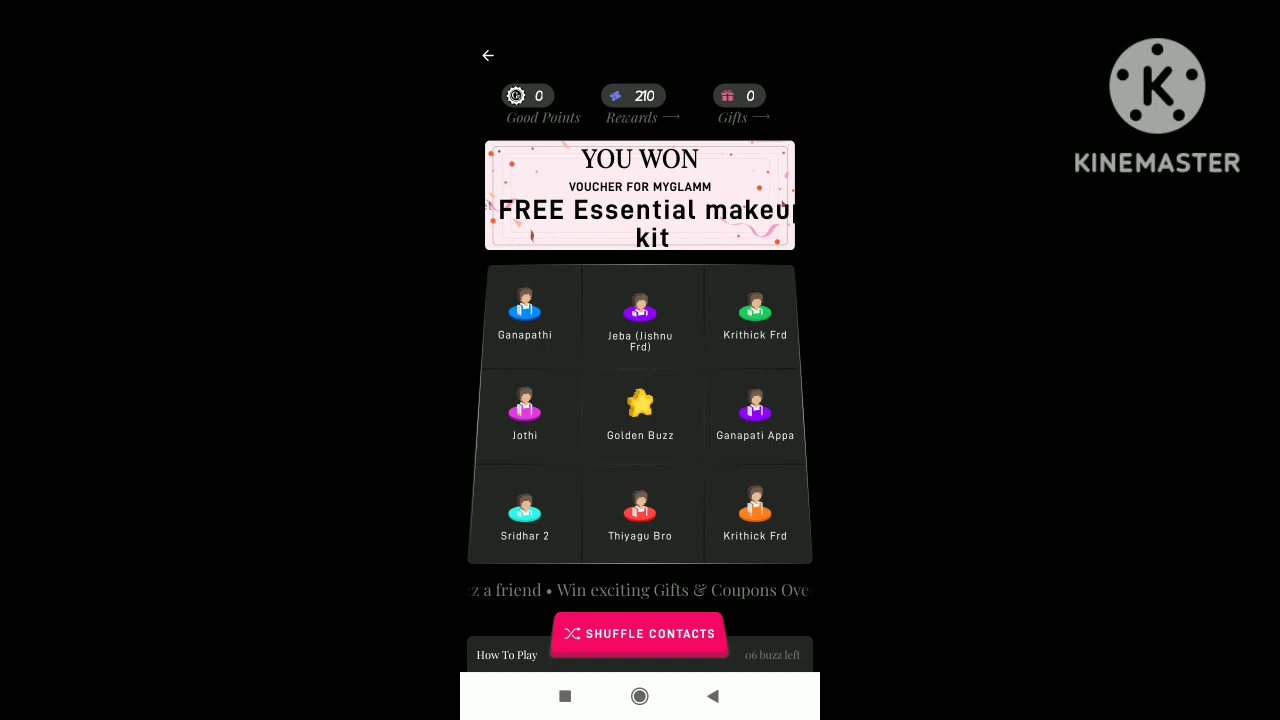 KINEMASTER
0
210
0
Good Points
Rewards
Gifts
YOU WON
VOUCHER FOR MYGLAMM
FREE Essential makeup
kit
Ganapathi
Jeba (Jishnu
Frd)
Krithick Frd
Jothi
Golden Buzz
Ganapati Appa
Sridhar 2
Thiyagu Bro
Krithick Frd
a friend • Win exciting Gifts & Coupons
SHUFFLE CONTACTS
How To Play
06 buzz left